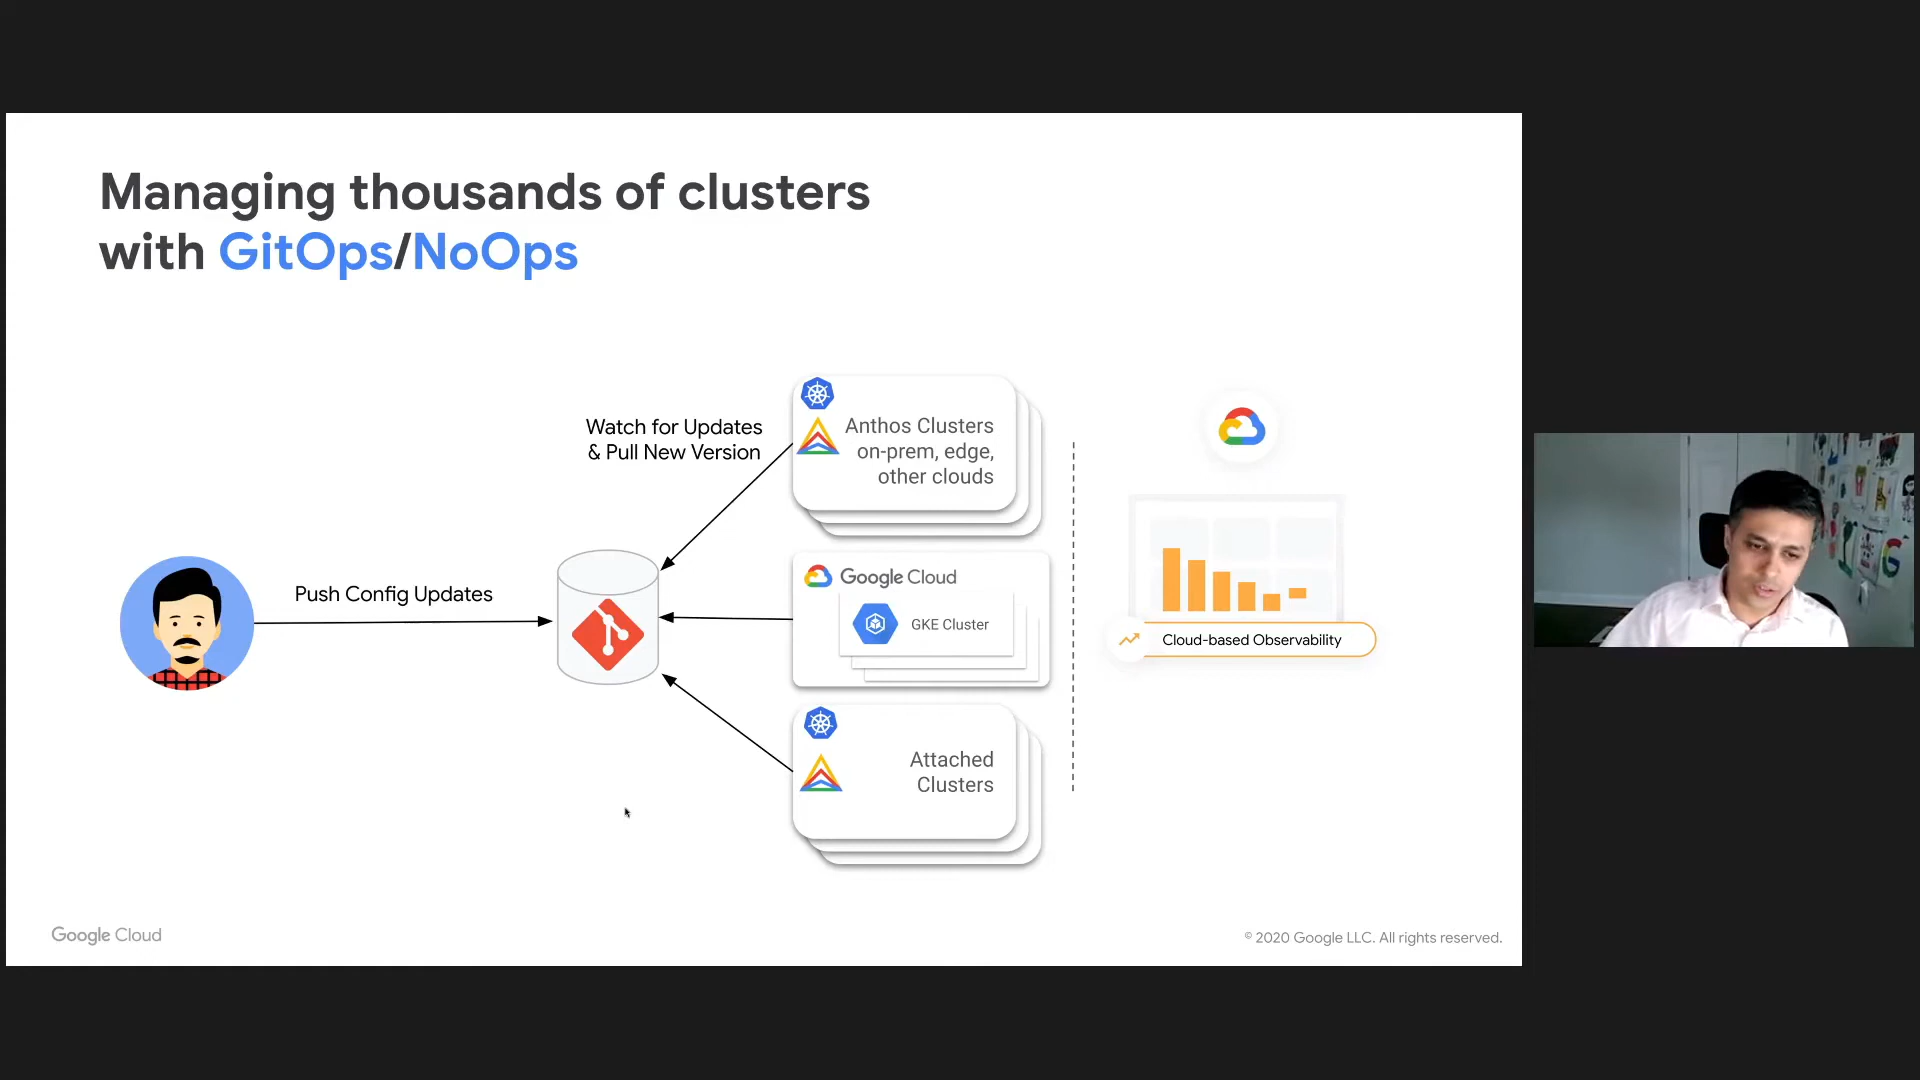 Managing thousands of clusters
with GitOps/NoOps
Watch for Updates
& Pull New Version
Push Config Updates
Anthos Clusters
on-prem, edge,
other clouds
Google Cloud
GKE Cluster
Attached
Clusters
Cloud-based Observability
Google Cloud
© 2020 Google LLC. All rights reserved.